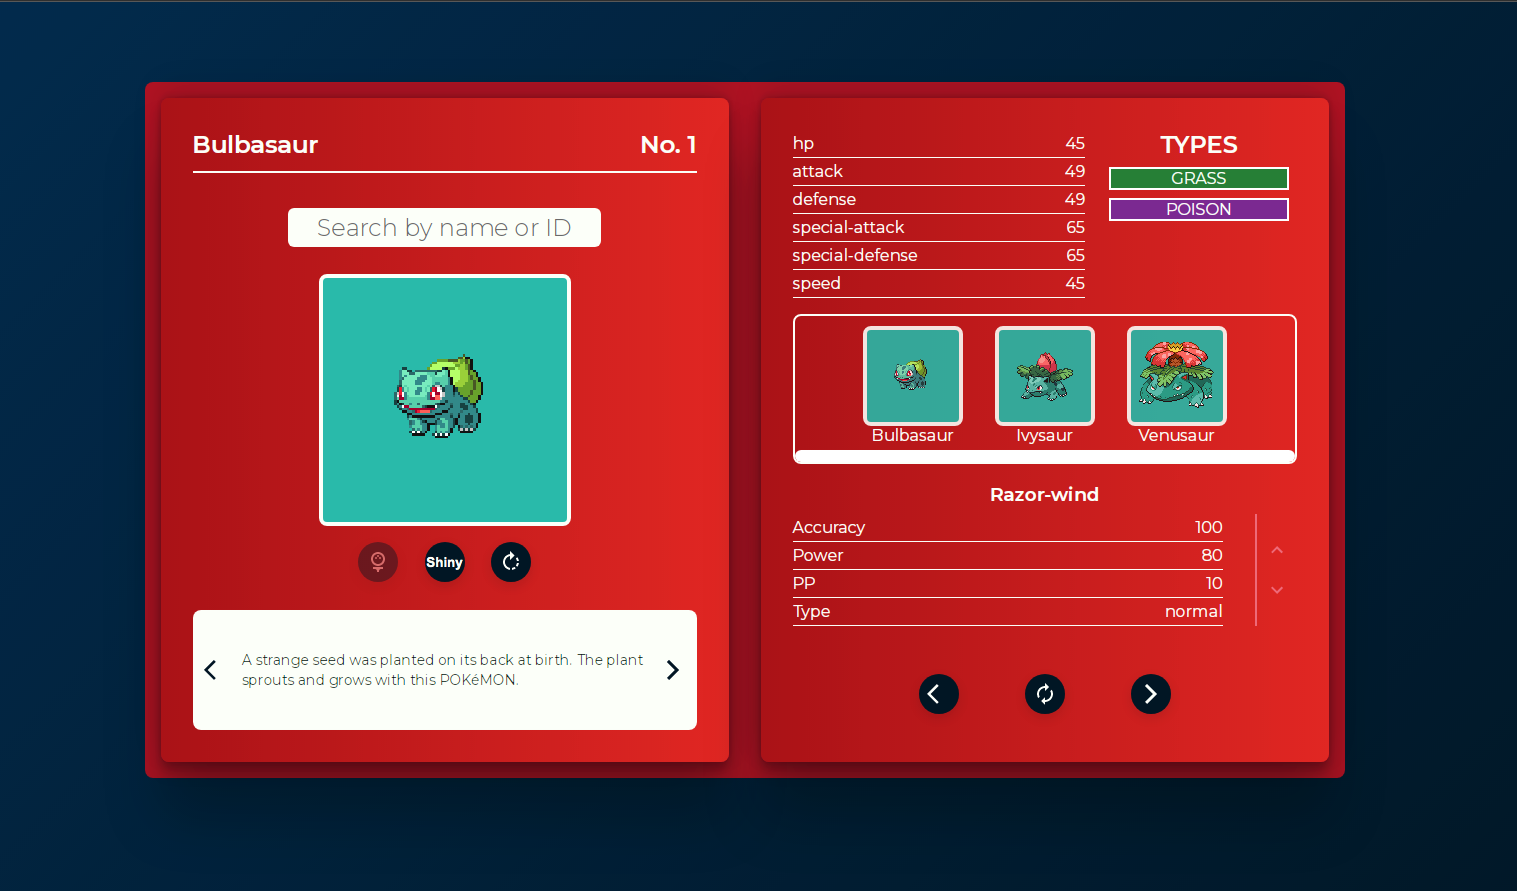 Bulbasaur No. 1
Search by name or ID
Shiny
A strange seed was planted on its back at birth. The plant
sprouts and grows with this POKéMON.
hp 45
attack 49
defense 49
special-attack 65
special-defense 65
speed 45
TYPES
GRASS
POISON
Bulbasaur Ivysaur Venusaur
Razor-wind
Accuracy 100
Power 80
PP 10
Type normal